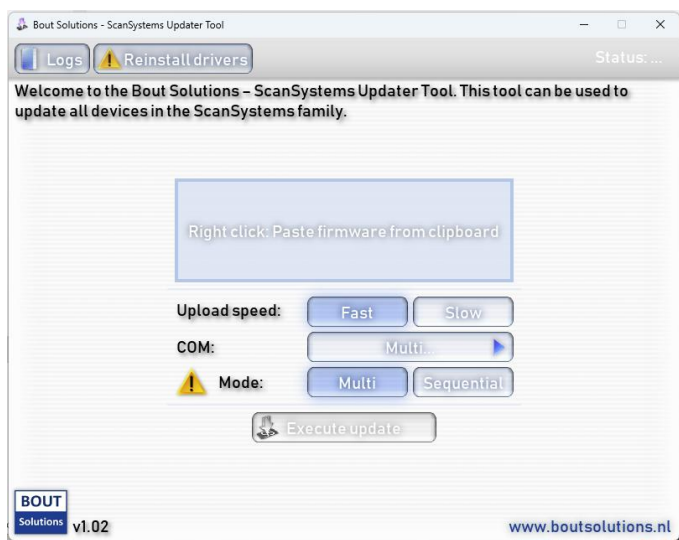 Bout Solutions - ScanSystems Updater Tool
Logs
Reinstall drivers
Status: ...
Welcome to the Bout Solutions – ScanSystems Updater Tool. This tool can be used to
update all devices in the ScanSystems family.
Right click: Paste firmware from clipboard
Upload speed: Fast Slow
COM: Multi...
Mode: Multi Sequential
Execute update
BOUT
Solutions
v1.02
www.boutsolutions.nl